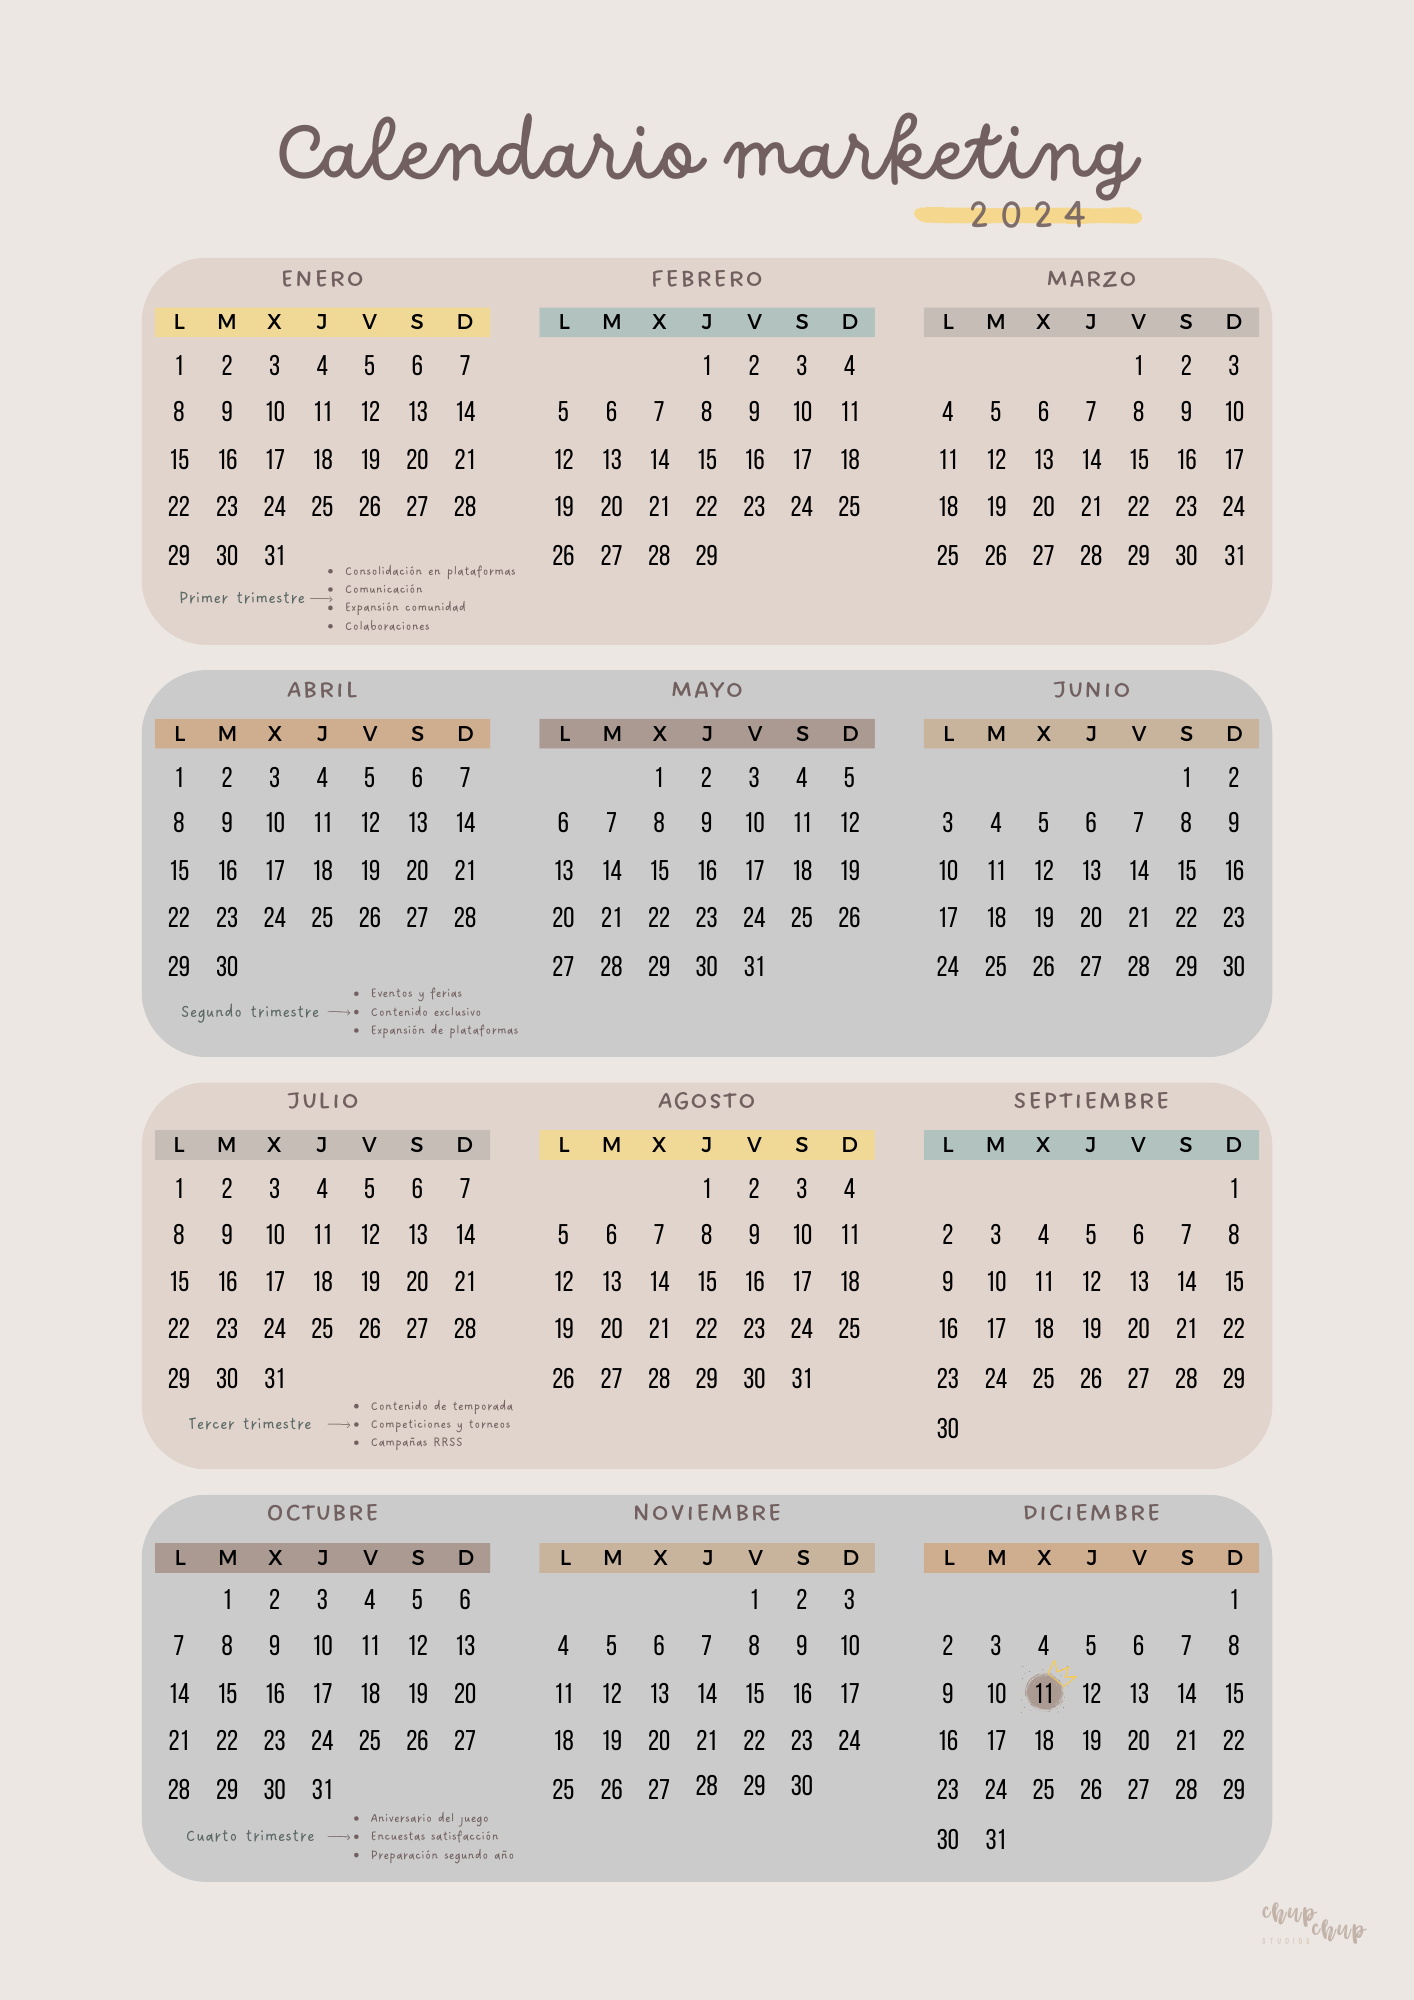 Calendario marketing
2024
ENERO
L M X J V S D
1 2 3 4 5 6 7
8 9 10 11 12 13 14
15 16 17 18 19 20 21
22 23 24 25 26 27 28
29 30 31
FEBRERO
L M X J V S D
1 2 3 4
5 6 7 8 9 10 11
12 13 14 15 16 17 18
19 20 21 22 23 24 25
26 27 28 29
MARZO
L M X J V S D
1 2 3
4 5 6 7 8 9 10
11 12 13 14 15 16 17
18 19 20 21 22 23 24
25 26 27 28 29 30 31
Primer trimestre
• Consolidación en plataformas
• Comunicación
• Expansión comunidad
• Colaboraciones
ABRIL
L M X J V S D
1 2 3 4 5 6 7
8 9 10 11 12 13 14
15 16 17 18 19 20 21
22 23 24 25 26 27 28
29 30
MAYO
L M X J V S D
1 2 3 4 5
6 7 8 9 10 11 12
13 14 15 16 17 18 19
20 21 22 23 24 25 26
27 28 29 30 31
JUNIO
L M X J V S D
1 2
3 4 5 6 7 8 9
10 11 12 13 14 15 16
17 18 19 20 21 22 23
24 25 26 27 28 29 30
Segundo trimestre
• Eventos y ferias
• Contenido exclusivo
• Expansión de plataformas
JULIO
L M X J V S D
1 2 3 4 5 6 7
8 9 10 11 12 13 14
15 16 17 18 19 20 21
22 23 24 25 26 27 28
29 30 31
AGOSTO
L M X J V S D
1 2 3 4
5 6 7 8 9 10 11
12 13 14 15 16 17 18
19 20 21 22 23 24 25
26 27 28 29 30 31
SEPTIEMBRE
L M X J V S D
1
2 3 4 5 6 7 8
9 10 11 12 13 14 15
16 17 18 19 20 21 22
23 24 25 26 27 28 29
30
Tercer trimestre
• Contenido de temporada
• Competiciones y torneos
• Campañas RRSS
OCTUBRE
L M X J V S D
1 2 3 4 5 6
7 8 9 10 11 12 13
14 15 16 17 18 19 20
21 22 23 24 25 26 27
28 29 30 31
NOVIEMBRE
L M X J V S D
1 2 3
4 5 6 7 8 9 10
11 12 13 14 15 16 17
18 19 20 21 22 23 24
25 26 27 28 29 30
DICIEMBRE
L M X J V S D
1
2 3 4 5 6 7 8
9 10 11 12 13 14 15
16 17 18 19 20 21 22
23 24 25 26 27 28 29
30 31
Cuarto trimestre
• Aniversario del juego
• Encuestas satisfacción
• Preparación segundo año
chup
chup
STUDIOS